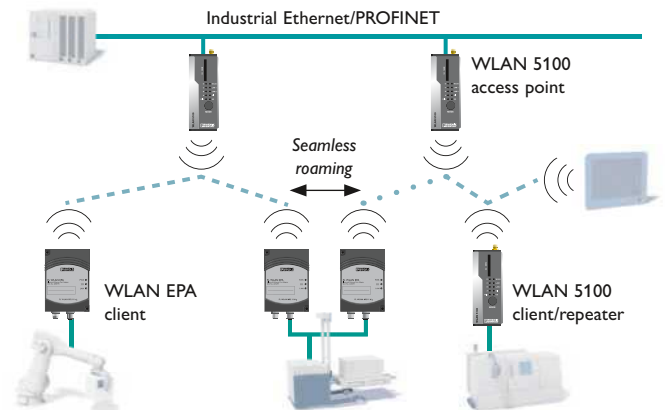 Industrial Ethernet/PROFINET
WLAN 5100
access point
Seamless
roaming
WLAN EPA
client
WLAN 5100
client/repeater